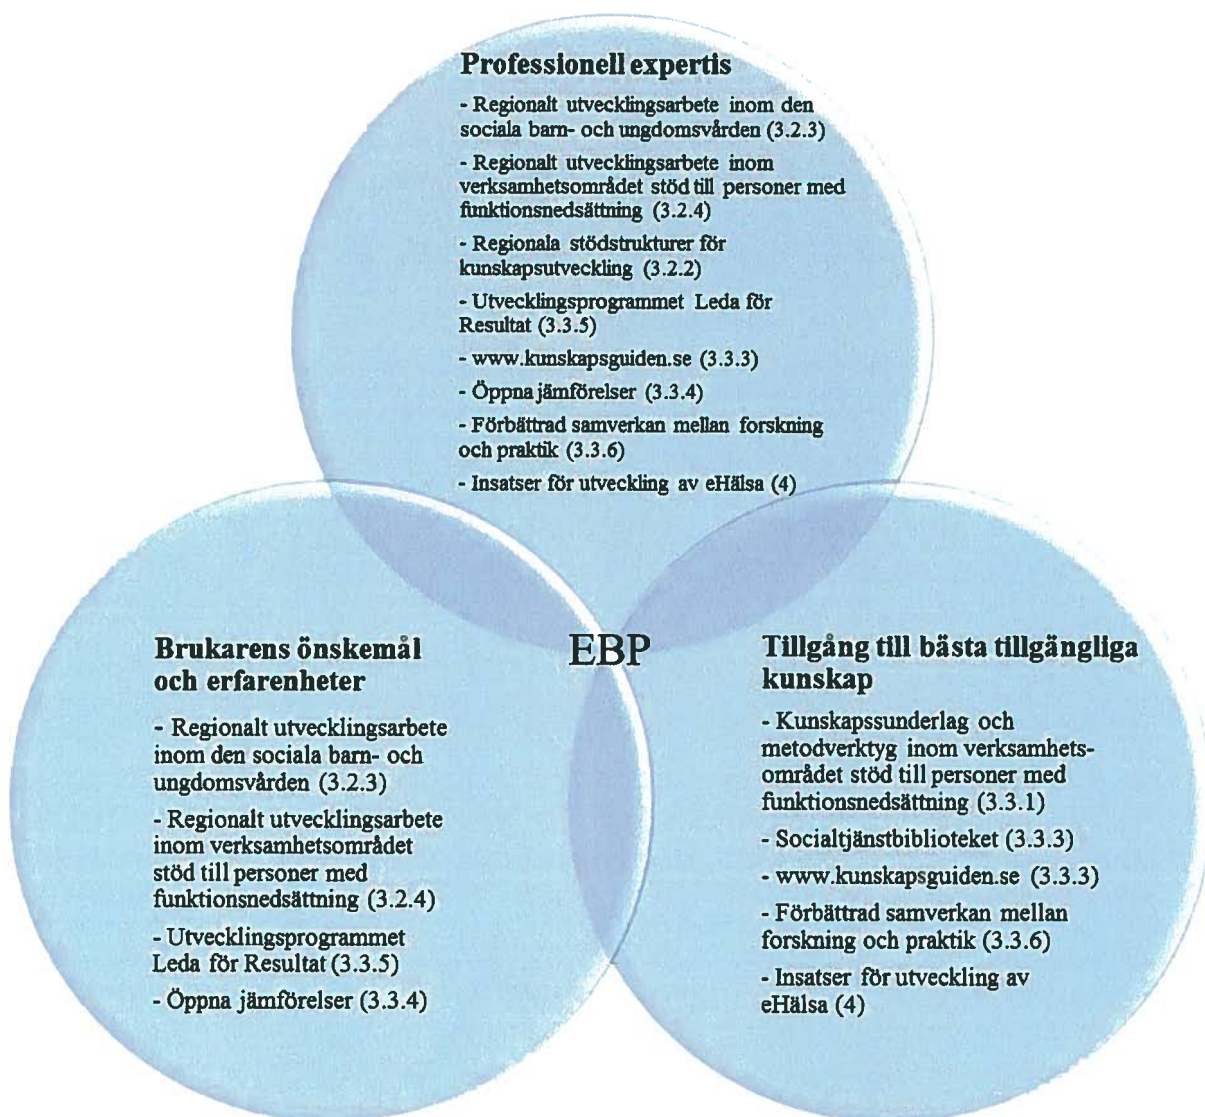 Professionell expertis
- Regionalt utvecklingsarbete inom den
sociala barn- och ungdomsvården (3.2.3)
- Regionalt utvecklingsarbete inom
verksamhetsområdet stöd till personer med
funktionsnedsättning (3.2.4)
- Regionala stödstrukturer för
kunskapsutveckling (3.2.2)
- Utvecklingsprogrammet Leda för
Resultat (3.3.5)
- www.kunskapsguiden.se (3.3.3)
- Öppna jämförelser (3.3.4)
- Förbättrad samverkan mellan forskning
och praktik (3.3.6)
- Insatser för utveckling av eHälsa (4)
EBP
Brukarens önskemål
och erfarenheter
- Regionalt utvecklingsarbete
inom den sociala barn- och
ungdomsvården (3.2.3)
- Regionalt utvecklingsarbete
inom verksamhetsområdet
stöd till personer med
funktionsnedsättning (3.2.4)
- Utvecklingsprogrammet
Leda för Resultat (3.3.5)
- Öppna jämförelser (3.3.4)
Tillgång till bästa tillgängliga
kunskap
- Kunskapssunderlag och
metodverktyg inom verksamhets-
området stöd till personer med
funktionsnedsättning (3.3.1)
- Socialtjänstbiblioteket (3.3.3)
- www.kunskapsguiden.se (3.3.3)
- Förbättrad samverkan mellan
forskning och praktik (3.3.6)
- Insatser för utveckling av
eHälsa (4)